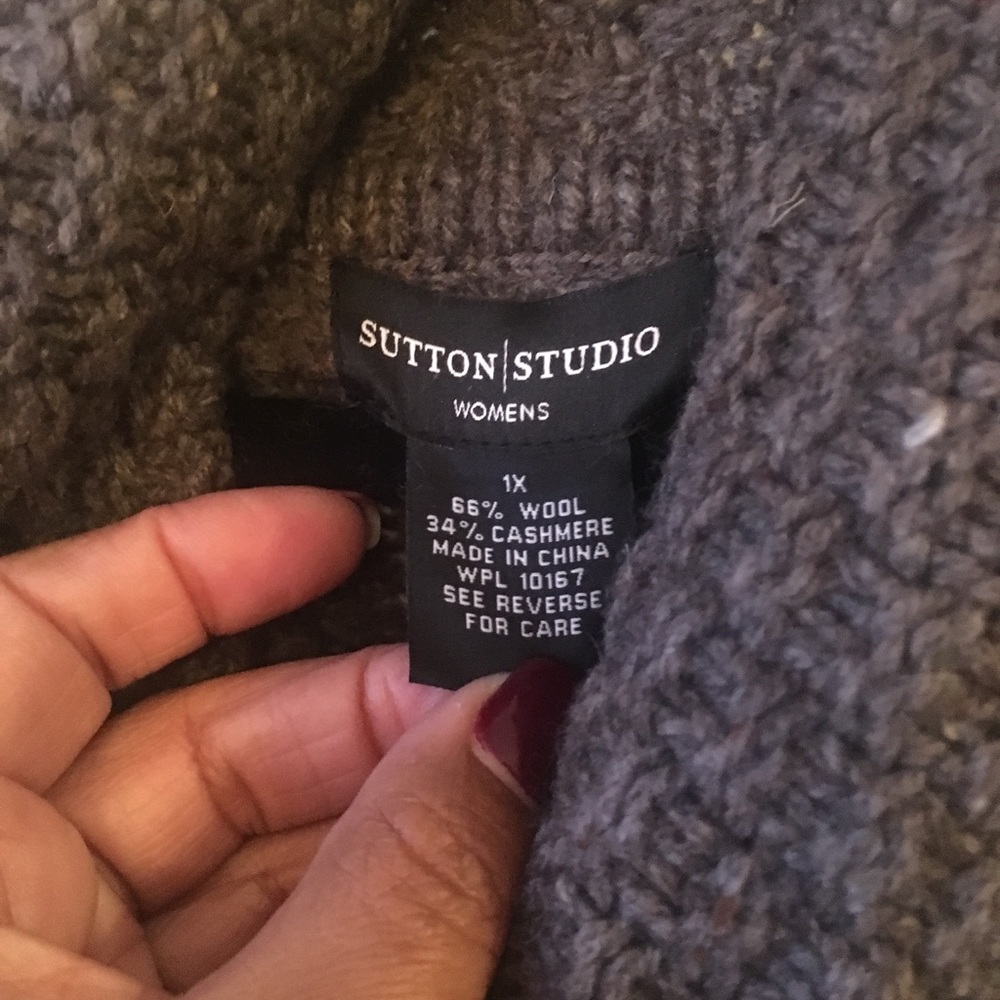 SUTTON|STUDIO
WOMENS
1X
66% WOOL
34% CASHMERE
MADE IN CHINA
WPL 10167
SEE REVERSE
FOR CARE